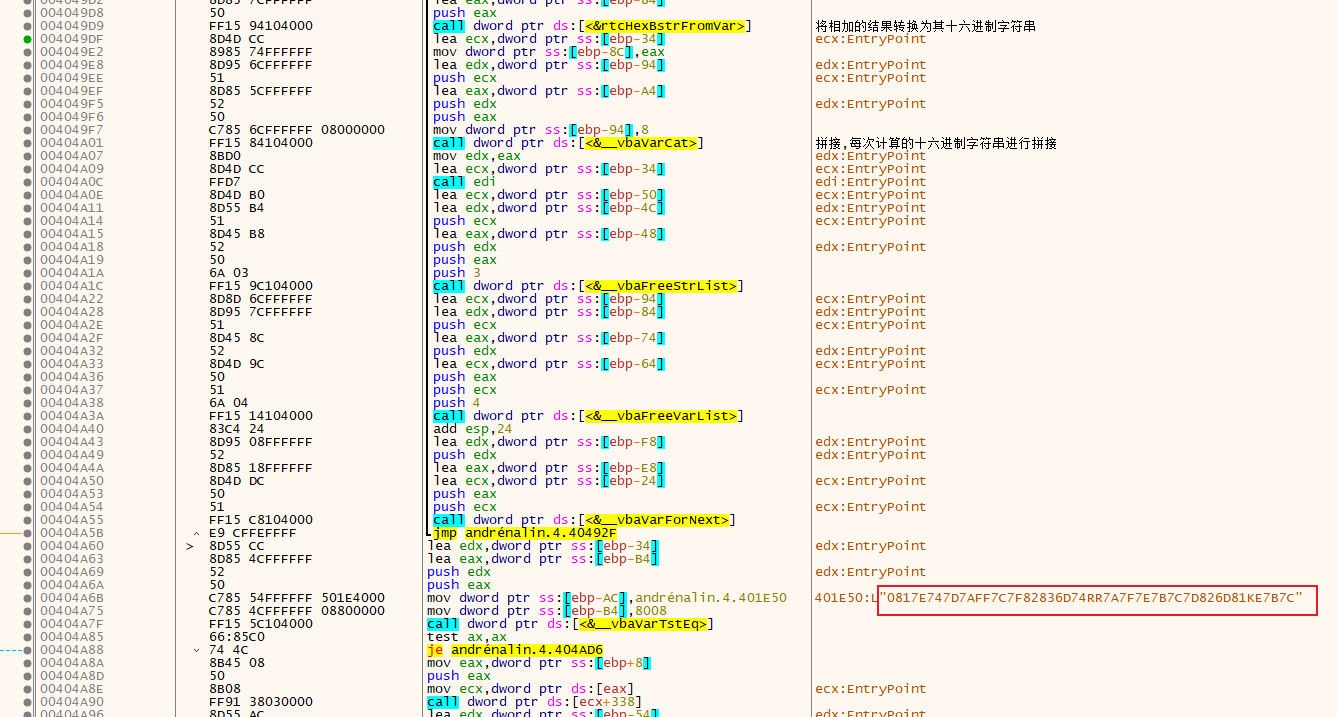 004049D2 8D85 7CFFFFFF lea eax,dword ptr ss:[ebp-84]
004049D8 50 push eax
004049D9 FF15 94104000 call dword ptr ds:[<&rtcHexBstrFromVar>] 将相加的结果转换为其十六进制字符串
004049DF 8D4D CC lea ecx,dword ptr ss:[ebp-34] ecx:EntryPoint
004049E2 8985 74FFFFFF mov dword ptr ss:[ebp-8C],eax
004049E8 8D95 6CFFFFFF lea edx,dword ptr ss:[ebp-94] edx:EntryPoint
004049EE 51 push ecx ecx:EntryPoint
004049EF 8D85 5CFFFFFF lea eax,dword ptr ss:[ebp-A4]
004049F5 52 push edx edx:EntryPoint
004049F6 50 push eax
004049F7 C785 6CFFFFFF 08000000 mov dword ptr ss:[ebp-94],8
00404A01 FF15 84104000 call dword ptr ds:[<&__vbaVarCat>] 拼接,每次计算的十六进制字符串进行拼接
00404A07 8BD0 mov edx,eax edx:EntryPoint
00404A09 8D4D CC lea ecx,dword ptr ss:[ebp-34] ecx:EntryPoint
00404A0C FFD7 call edi edi:EntryPoint
00404A0E 8D4D B0 lea ecx,dword ptr ss:[ebp-50] ecx:EntryPoint
00404A11 8D55 B4 lea edx,dword ptr ss:[ebp-4C] edx:EntryPoint
00404A14 51 push ecx ecx:EntryPoint
00404A15 8D45 B8 lea eax,dword ptr ss:[ebp-48]
00404A18 52 push edx edx:EntryPoint
00404A19 50 push eax
00404A1A 6A 03 push 3
00404A1C FF15 9C104000 call dword ptr ds:[<&__vbaFreeStrList>]
00404A22 8D8D 6CFFFFFF lea ecx,dword ptr ss:[ebp-94] ecx:EntryPoint
00404A28 8D95 7CFFFFFF lea edx,dword ptr ss:[ebp-84] edx:EntryPoint
00404A2E 51 push ecx ecx:EntryPoint
00404A2F 8D45 8C lea eax,dword ptr ss:[ebp-74]
00404A32 52 push edx edx:EntryPoint
00404A33 8D4D 9C lea ecx,dword ptr ss:[ebp-64] ecx:EntryPoint
00404A36 50 push eax
00404A37 51 push ecx ecx:EntryPoint
00404A38 6A 04 push 4
00404A3A FF15 14104000 call dword ptr ds:[<&__vbaFreeVarList>]
00404A40 83C4 24 add esp,24
00404A43 8D95 08FFFFFF lea edx,dword ptr ss:[ebp-F8] edx:EntryPoint
00404A49 52 push edx edx:EntryPoint
00404A4A 8D85 18FFFFFF lea eax,dword ptr ss:[ebp-E8]
00404A50 8D4D DC lea ecx,dword ptr ss:[ebp-24] ecx:EntryPoint
00404A53 50 push eax
00404A54 51 push ecx ecx:EntryPoint
00404A55 FF15 C8104000 call dword ptr ds:[<&__vbaVarForNext>]
00404A5B E9 CFFEFFFF jmp andrénalin.4.40492F
00404A60 8D55 CC lea edx,dword ptr ss:[ebp-34] edx:EntryPoint
00404A63 8D85 4CFFFFFF lea eax,dword ptr ss:[ebp-B4]
00404A69 52 push edx edx:EntryPoint
00404A6A 50 push eax
00404A6B C785 54FFFFFF 501E4000 mov dword ptr ss:[ebp-AC],andrénalin.4.401E50 401E50:L"0817E747D7AFF7C7F82836D74RR7A7F7E7B7C7D826D81KE7B7C"
00404A75 C785 4CFFFFFF 08800000 mov dword ptr ss:[ebp-B4],8008
00404A7F FF15 5C104000 call dword ptr ds:[<&__vbaVarTstEq>]
00404A85 66:85C0 test ax,ax
00404A88 74 4C je andrénalin.4.404AD6
00404A8A 8B45 08 mov eax,dword ptr ss:[ebp+8]
00404A8D 50 push eax
00404A8E 8B08 mov ecx,dword ptr ds:[eax] ecx:EntryPoint
00404A90 FF91 38030000 call dword ptr ds:[ecx+338]
00404A96 8D55 AC lea edx,dword ptr ss:[ebp-54] edx:EntryPoint